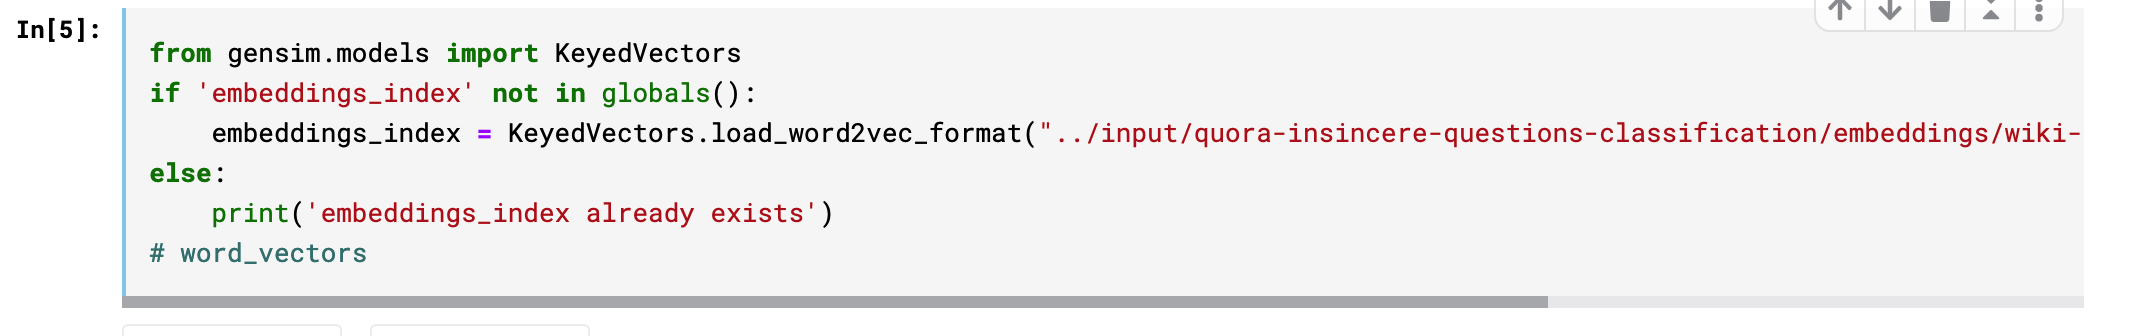 In[5]:
from gensim.models import KeyedVectors
if 'embeddings_index' not in globals():
    embeddings_index = KeyedVectors.load_word2vec_format("../input/quora-insincere-questions-classification/embeddings/wiki-
else:
    print('embeddings_index already exists')
# word_vectors